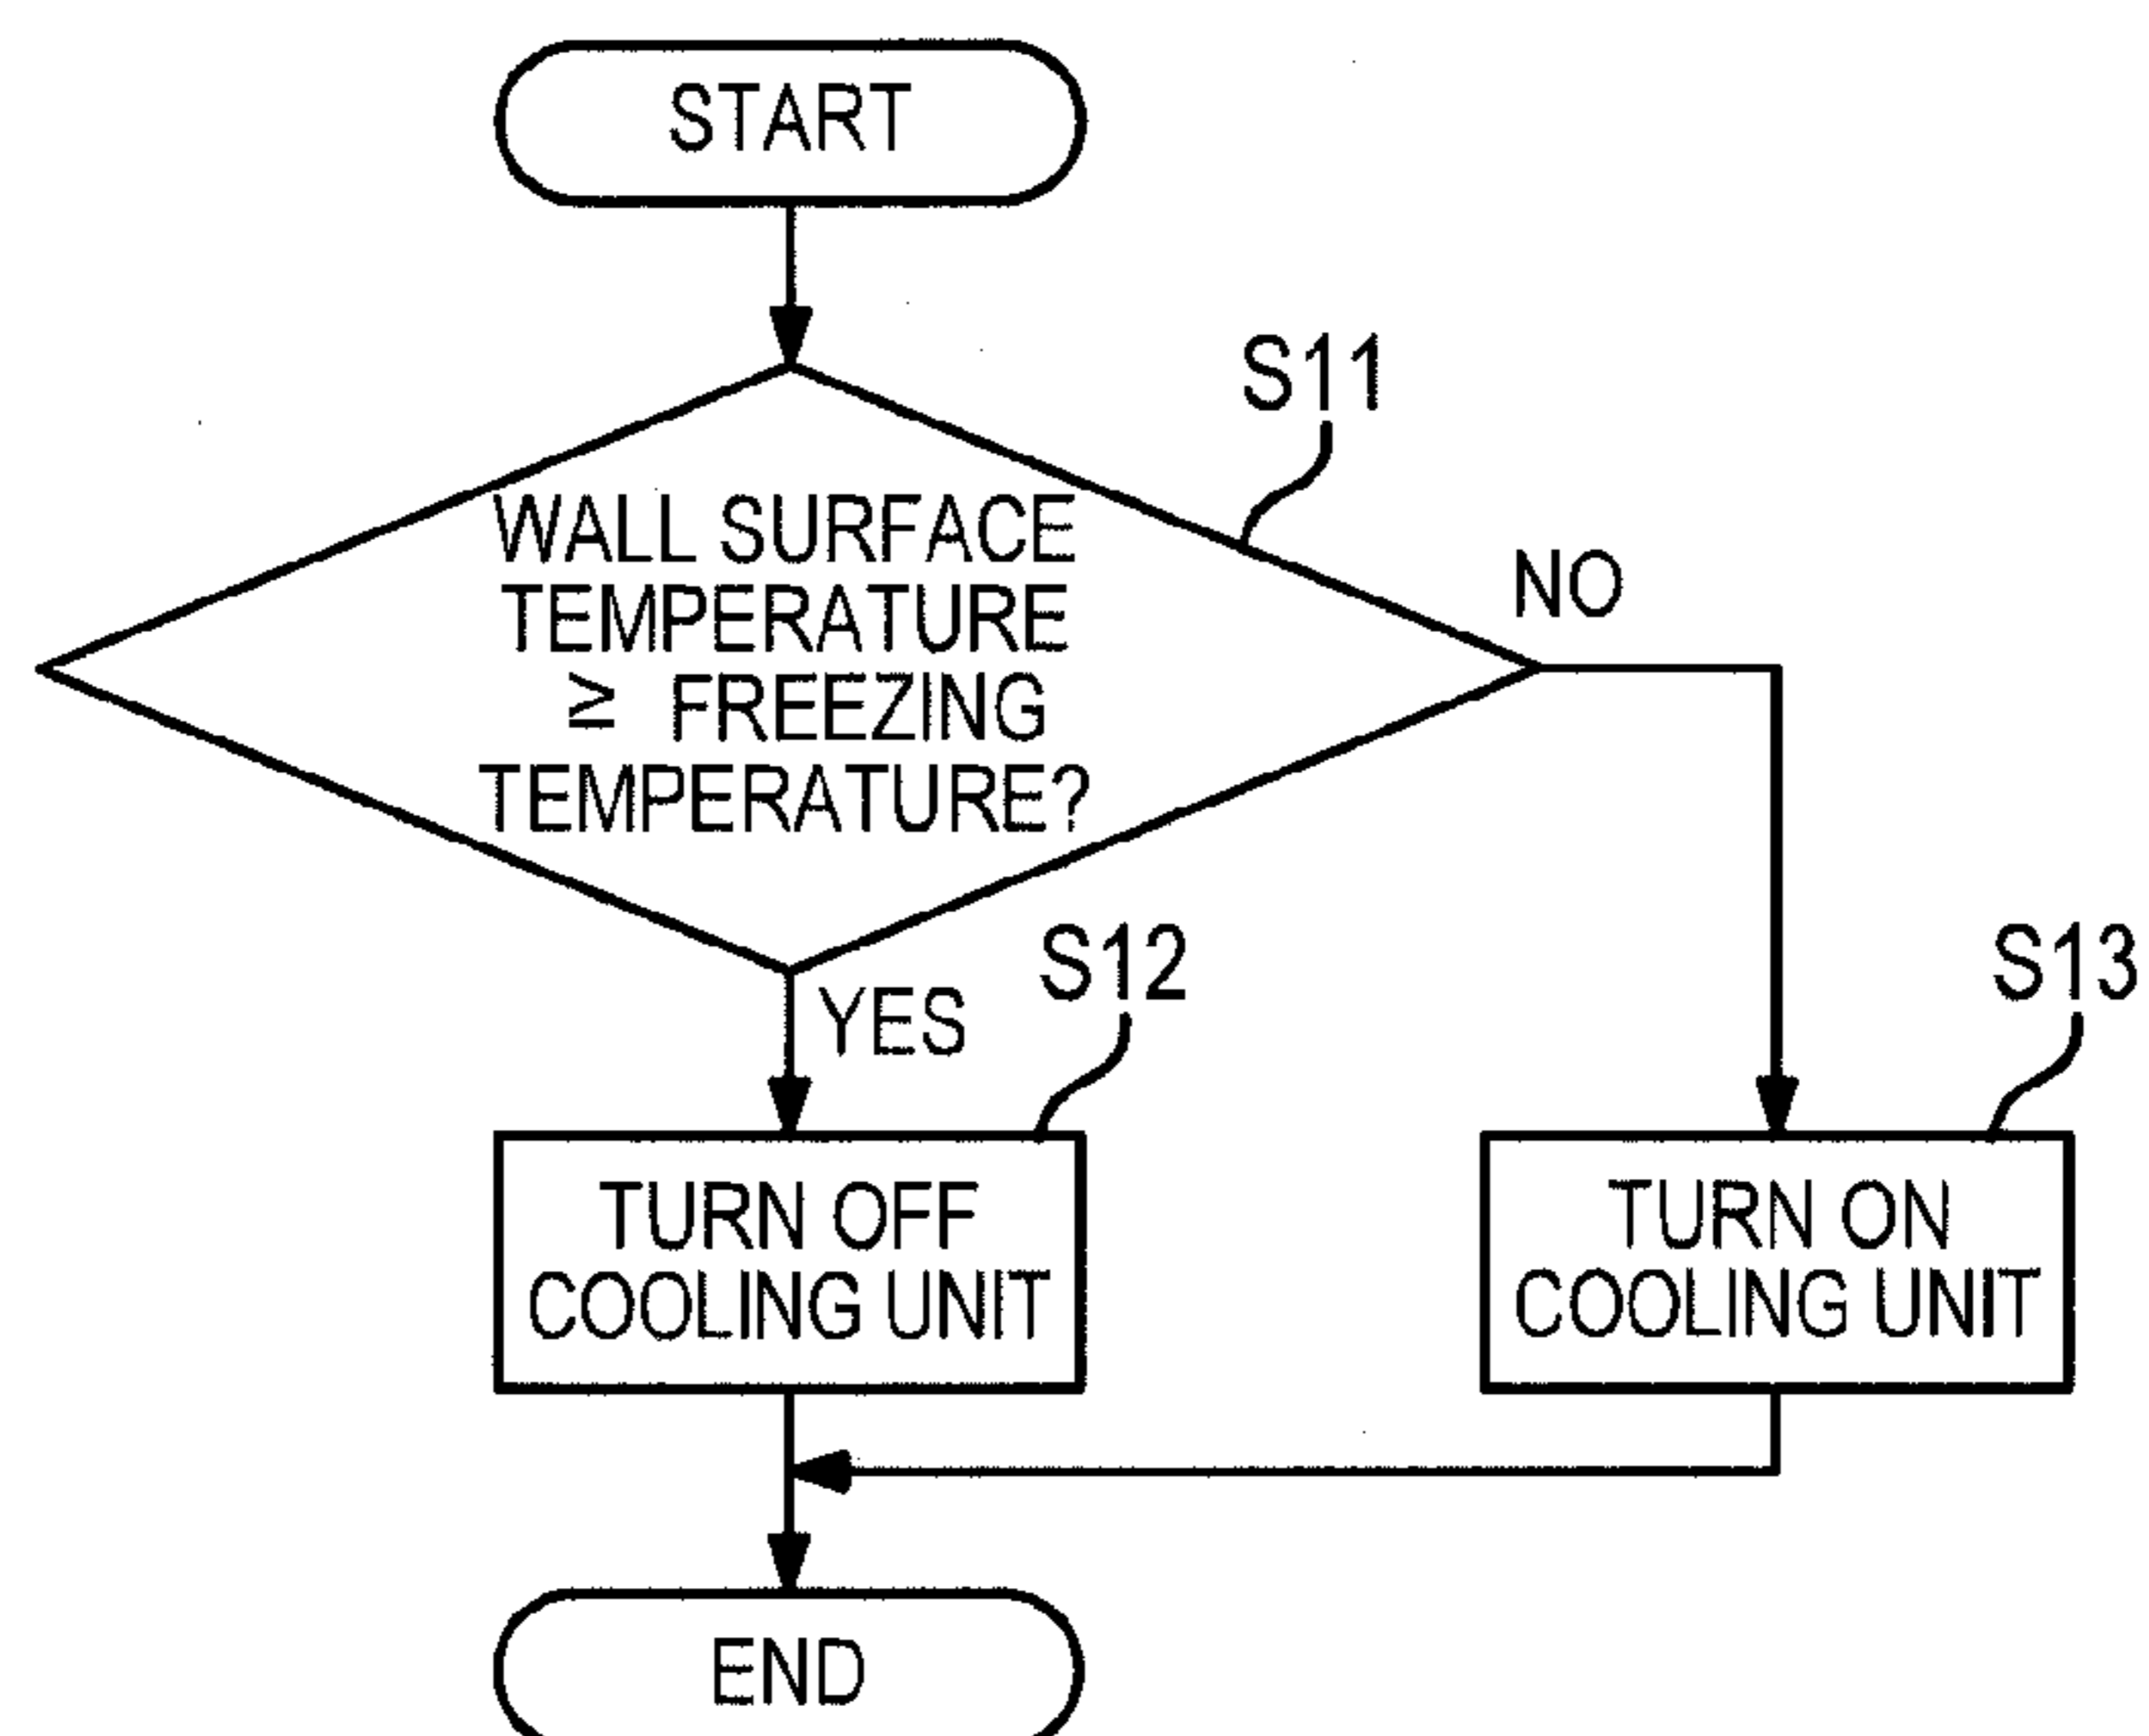 START
S11
WALL SURFACE
TEMPERATURE
≥ FREEZING
TEMPERATURE?
NO
YES
S12
S13
TURN OFF
COOLING UNIT
TURN ON
COOLING UNIT
END